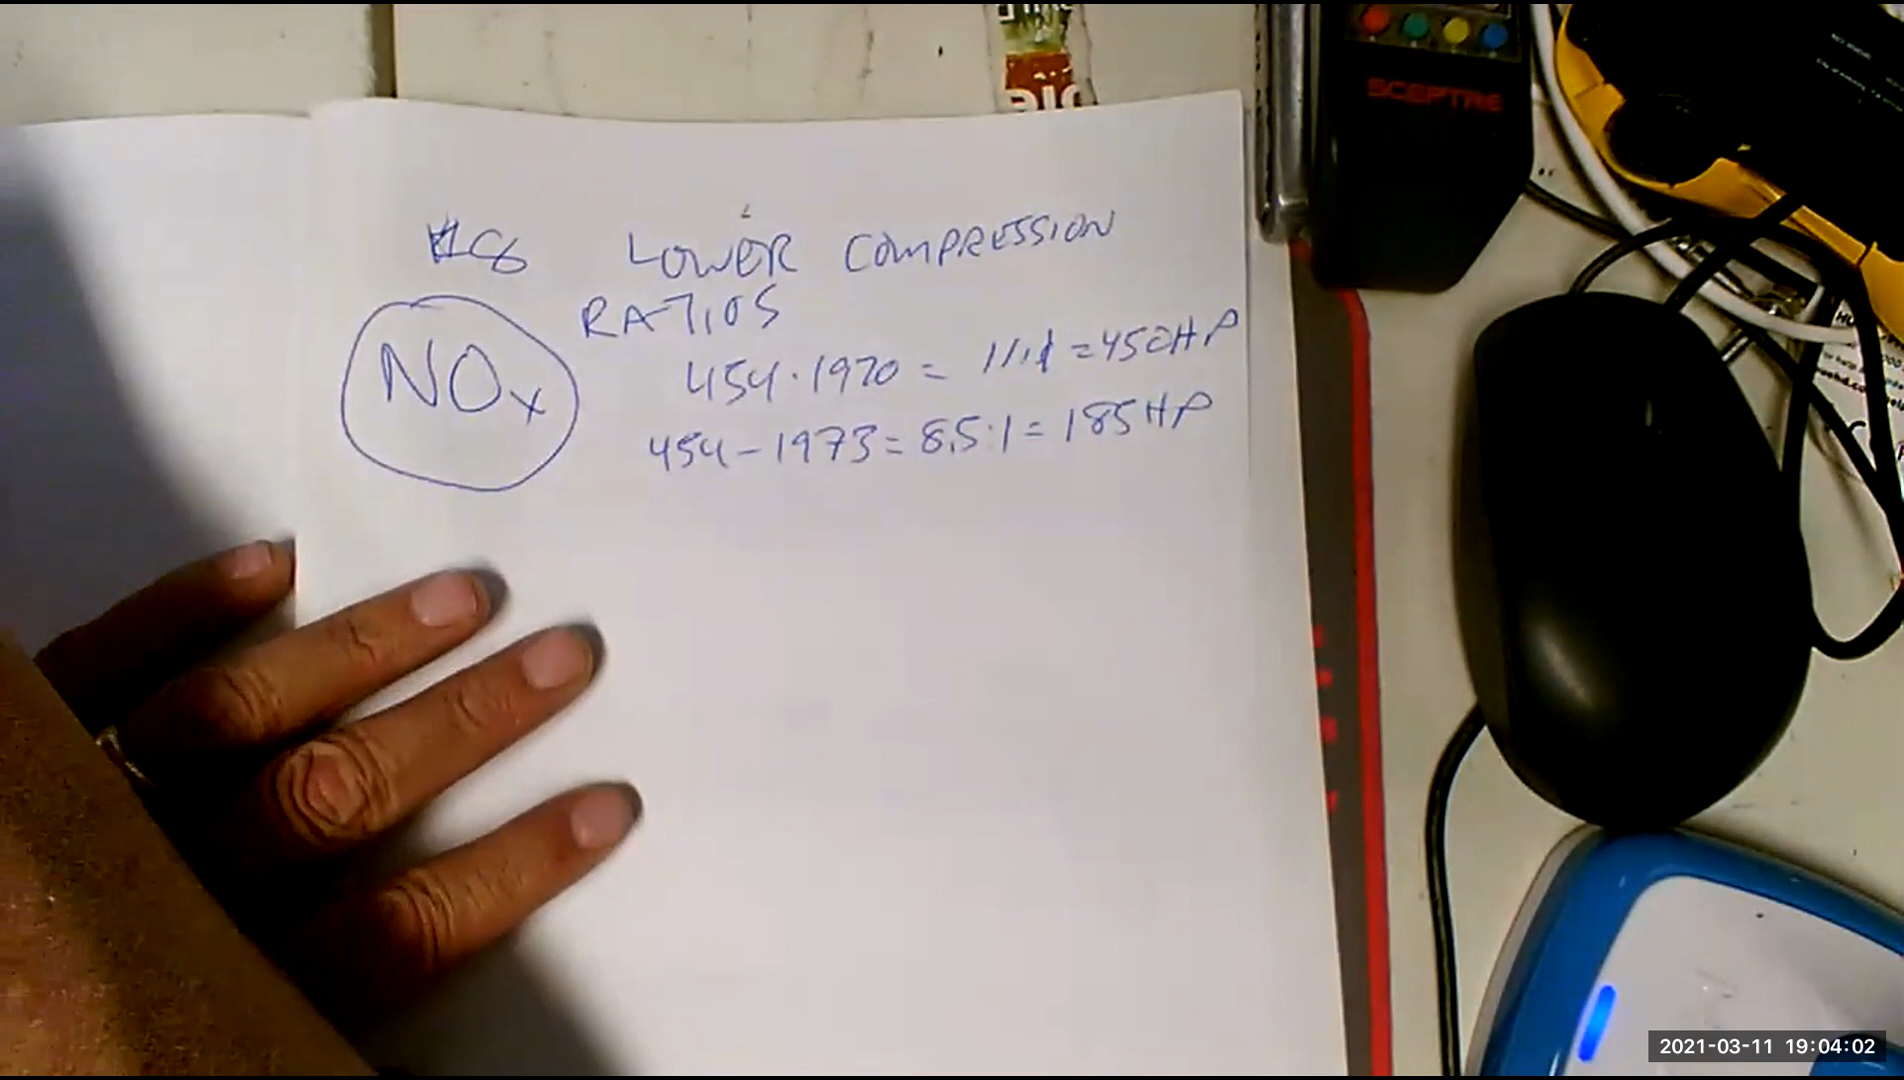 #8 LOWER COMPRESSION
RATIOS
NOx
454 · 1970 = 11:1 = 450HP
454 - 1973 = 8.5:1 = 185HP
SCEPTRE
2021-03-11 19:04:02